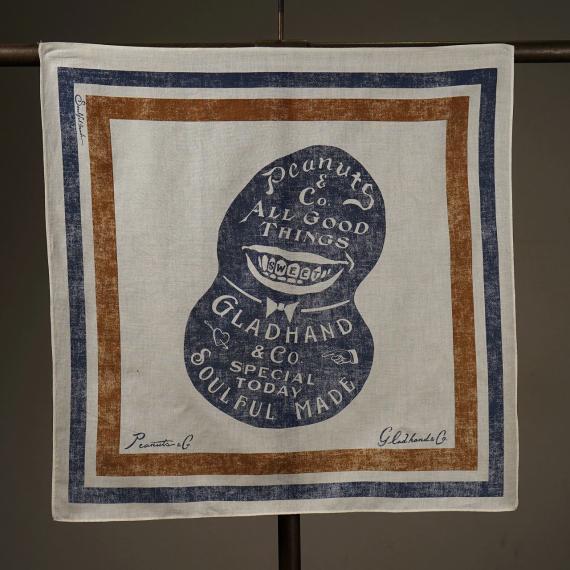 Peanuts
&
Co.
ALL GOOD
THINGS
SWEET
GLADHAND
& CO.
SPECIAL
TODAY
SOULFUL MADE
Peanuts & Co
Gladhand & Co.